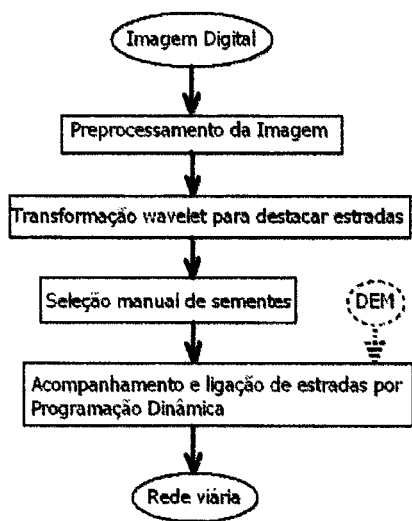 Imagem Digital
Preprocessamento da Imagem
Transformação wavelet para destacar estradas
Seleção manual de sementes
DEM
Acompanhamento e ligação de estradas por
Programação Dinâmica
Rede viária